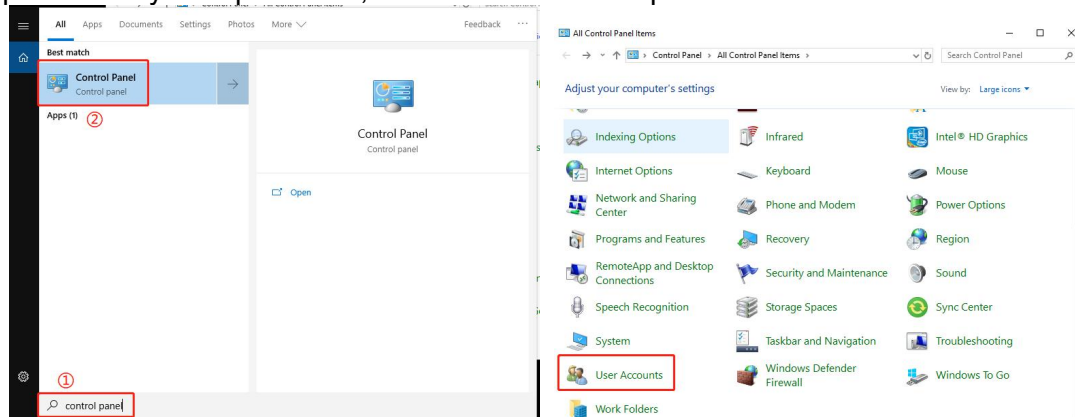 All Apps Documents Settings Photos More Feedback ...
Best match
Control Panel
Control panel
Apps (1)
②
Control Panel
Control panel
Open
①
control panel
All Control Panel Items
Control Panel > All Control Panel Items >
Search Control Panel
Adjust your computer's settings
View by: Large icons
Indexing Options
Infrared
Intel® HD Graphics
Internet Options
Keyboard
Mouse
Network and Sharing
Center
Phone and Modem
Power Options
Programs and Features
Recovery
Region
RemoteApp and Desktop
Connections
Security and Maintenance
Sound
Speech Recognition
Storage Spaces
Sync Center
System
Taskbar and Navigation
Troubleshooting
User Accounts
Windows Defender
Firewall
Windows To Go
Work Folders